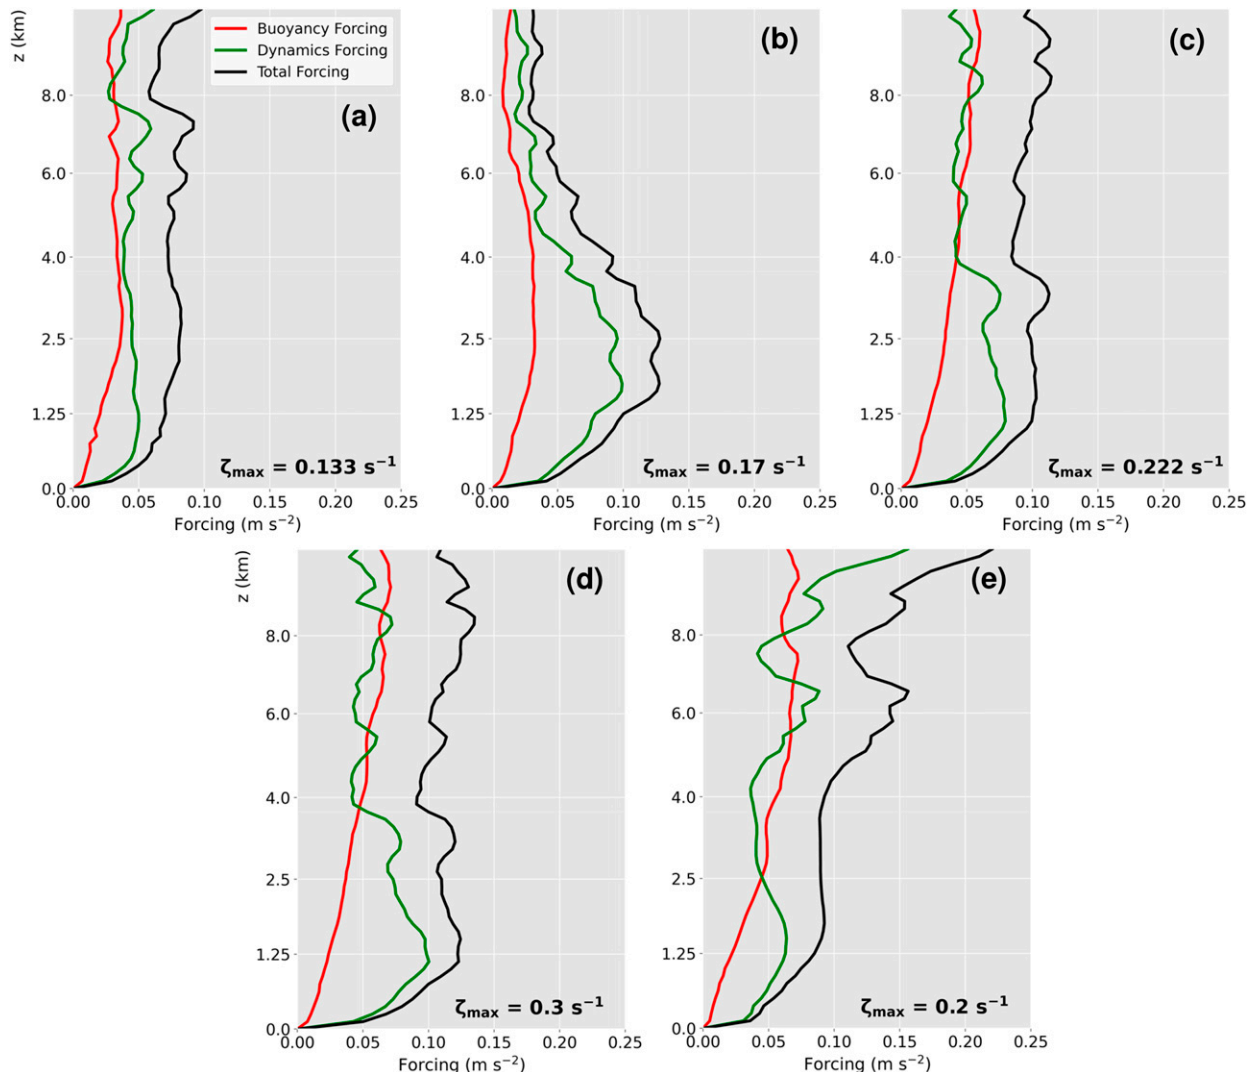 z (km)
Buoyancy Forcing
Dynamics Forcing
Total Forcing
(a)
8.0
6.0
4.0
2.5
1.25
0.0
ζmax = 0.133 s⁻¹
0.00 0.05 0.10 0.15 0.20 0.25
Forcing (m s⁻²)
(b)
8.0
6.0
4.0
2.5
1.25
0.0
ζmax = 0.17 s⁻¹
0.00 0.05 0.10 0.15 0.20 0.25
Forcing (m s⁻²)
(c)
8.0
6.0
4.0
2.5
1.25
0.0
ζmax = 0.222 s⁻¹
0.00 0.05 0.10 0.15 0.20 0.25
Forcing (m s⁻²)
z (km)
(d)
8.0
6.0
4.0
2.5
1.25
0.0
ζmax = 0.3 s⁻¹
0.00 0.05 0.10 0.15 0.20 0.25
Forcing (m s⁻²)
(e)
8.0
6.0
4.0
2.5
1.25
0.0
ζmax = 0.2 s⁻¹
0.00 0.05 0.10 0.15 0.20 0.25
Forcing (m s⁻²)